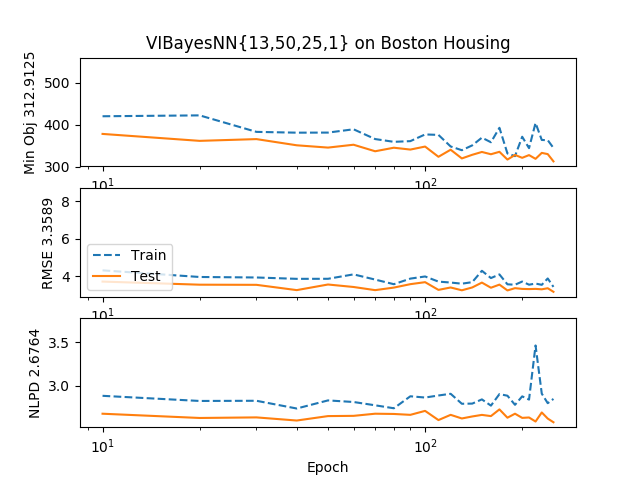 VIBayesNN{13,50,25,1} on Boston Housing
Min Obj 312.9125
500
400
300
10^1
10^2
RMSE 3.3589
8
6
4
Train
Test
10^1
10^2
NLPD 2.6764
3.5
3.0
10^1
10^2
Epoch